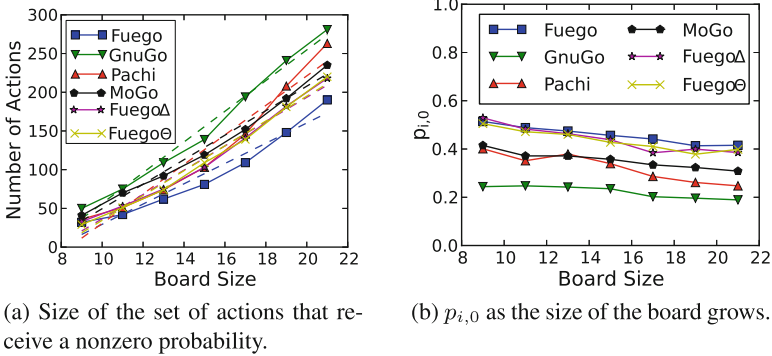 300
250
200
150
100
50
0
Number of Actions
Fuego
GnuGo
Pachi
MoGo
FuegoΔ
FuegoΘ
8 10 12 14 16 18 20 22
Board Size
(a) Size of the set of actions that re-
ceive a nonzero probability.
1.0
0.8
0.6
0.4
0.2
0.0
p_{i,0}
Fuego
GnuGo
Pachi
MoGo
FuegoΔ
FuegoΘ
8 10 12 14 16 18 20 22
Board Size
(b) p_{i,0} as the size of the board grows.